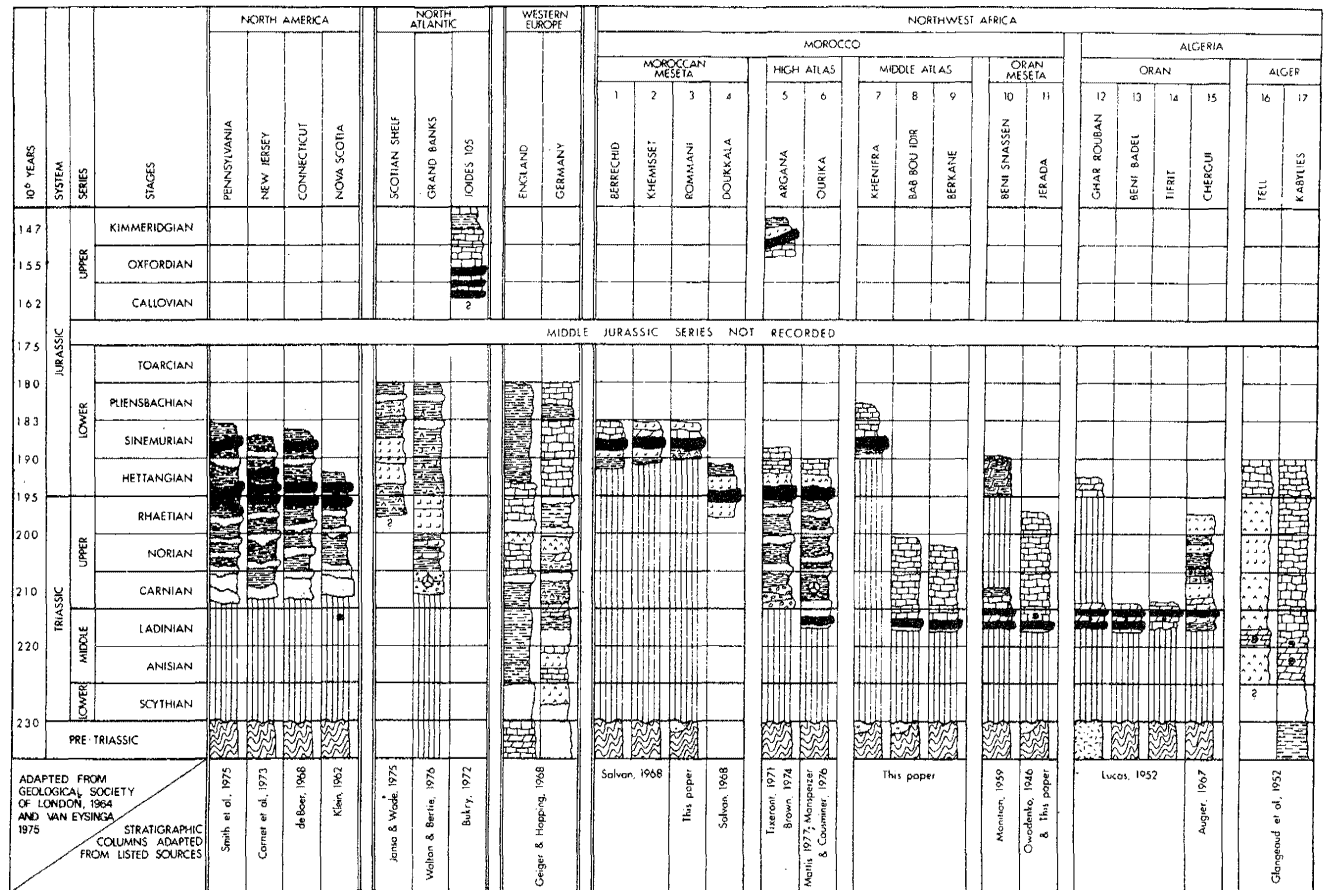 NORTH AMERICA
NORTH ATLANTIC
WESTERN EUROPE
NORTHWEST AFRICA
MOROCCO
ALGERIA
MOROCCAN MESETA
HIGH ATLAS
MIDDLE ATLAS
ORAN MESETA
ORAN
ALGER
1 2 3 4 5 6 7 8 9 10 11 12 13 14 15 16 17
10⁶ YEARS
SYSTEM
SERIES
STAGES
PENNSYLVANIA
NEW JERSEY
CONNECTICUT
NOVA SCOTIA
SCOTIAN SHELF
GRAND BANKS
JOIDES 105
ENGLAND
GERMANY
BERRECHID
KHEMISSET
ROMMANI
DOUKKALA
ARGANA
OURIKA
KHENIFRA
BAB BOU IDIR
BERKANE
BENI SNASSEN
JERADA
GHAR ROUBAN
BENI BADEL
TIFRIT
CHERGUI
TELL
KABYLIES
147
KIMMERIDGIAN
155
UPPER
OXFORDIAN
162
CALLOVIAN
?
MIDDLE JURASSIC SERIES NOT RECORDED
JURASSIC
175
TOARCIAN
180
LOWER
PLIENSBACHIAN
183
SINEMURIAN
190
HETTANGIAN
195
RHAETIAN
?
200
UPPER
NORIAN
210
CARNIAN
TRIASSIC
MIDDLE
LADINIAN
220
ANISIAN
LOWER
SCYTHIAN
?
230
PRE-TRIASSIC
ADAPTED FROM
GEOLOGICAL SOCIETY
OF LONDON, 1964
AND VAN EYSINGA
1975
STRATIGRAPHIC
COLUMNS ADAPTED
FROM LISTED SOURCES
Smith et al, 1975
Corner et al, 1973
de Boer, 1968
Klein, 1962
Jansa & Wade, 1975
Walton & Bertie, 1976
Bukry, 1972
Geiger & Hopping, 1968
Salvan, 1968
This paper
Salvan, 1968
Tixeront, 1971
Brown, 1974
Mattis 1977; Manspeizer
& Cousminer, 1976
This paper
Manitan, 1959
Owodenko, 1946
& This paper
Lucas, 1952
Augier, 1967
Glangeaud et al, 1952